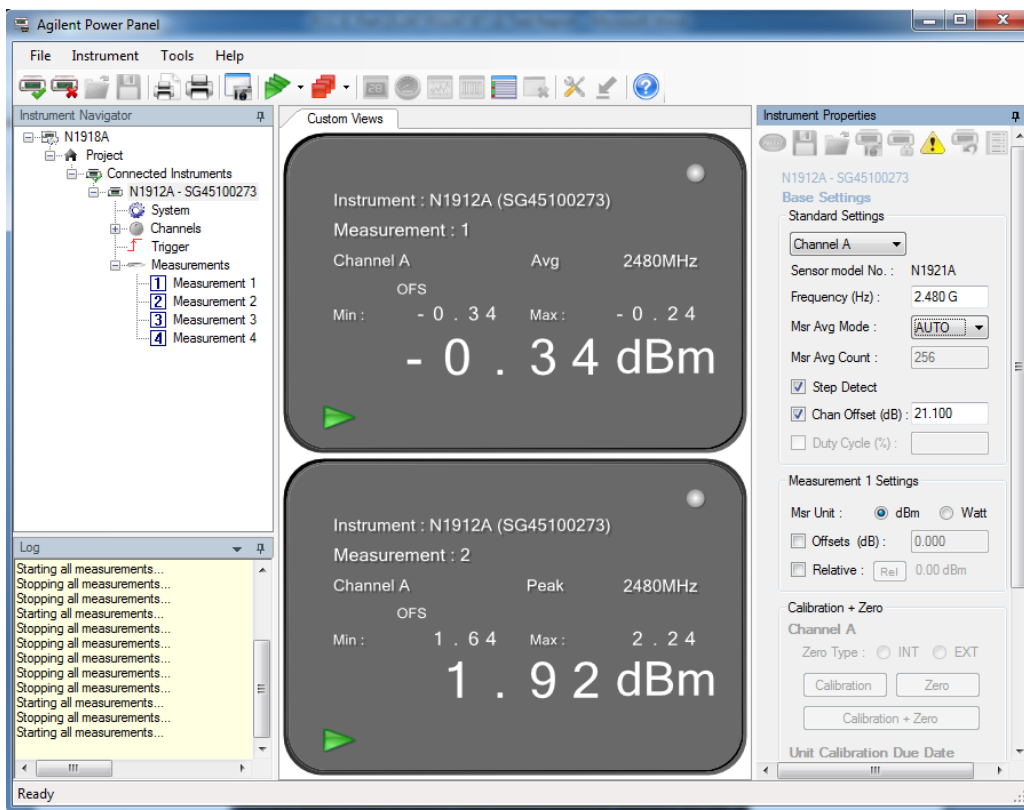 Agilent Power Panel
File Instrument Tools Help
Instrument Navigator
N1918A
Project
Connected Instruments
N1912A - SG45100273
System
Channels
Trigger
Measurements
1 Measurement 1
2 Measurement 2
3 Measurement 3
4 Measurement 4
Log
Starting all measurements...
Stopping all measurements...
Stopping all measurements...
Starting all measurements...
Stopping all measurements...
Stopping all measurements...
Stopping all measurements...
Stopping all measurements...
Stopping all measurements...
Starting all measurements...
Stopping all measurements...
Starting all measurements...
Custom Views
Instrument : N1912A (SG45100273)
Measurement : 1
Channel A Avg 2480MHz
OFS
Min : - 0 . 3 4 Max : - 0 . 2 4
- 0 . 3 4 dBm
Instrument : N1912A (SG45100273)
Measurement : 2
Channel A Peak 2480MHz
OFS
Min : 1 . 6 4 Max : 2 . 2 4
1 . 9 2 dBm
Instrument Properties
N1912A - SG45100273
Base Settings
Standard Settings
Channel A
Sensor model No. : N1921A
Frequency (Hz) : 2.480 G
Msr Avg Mode : AUTO
Msr Avg Count : 256
Step Detect
Chan Offset (dB) : 21.100
Duty Cycle (%) :
Measurement 1 Settings
Msr Unit : dBm Watt
Offsets (dB) : 0.000
Relative : Rel 0.00 dBm
Calibration + Zero
Channel A
Zero Type : INT EXT
Calibration Zero
Calibration + Zero
Unit Calibration Due Date
Ready